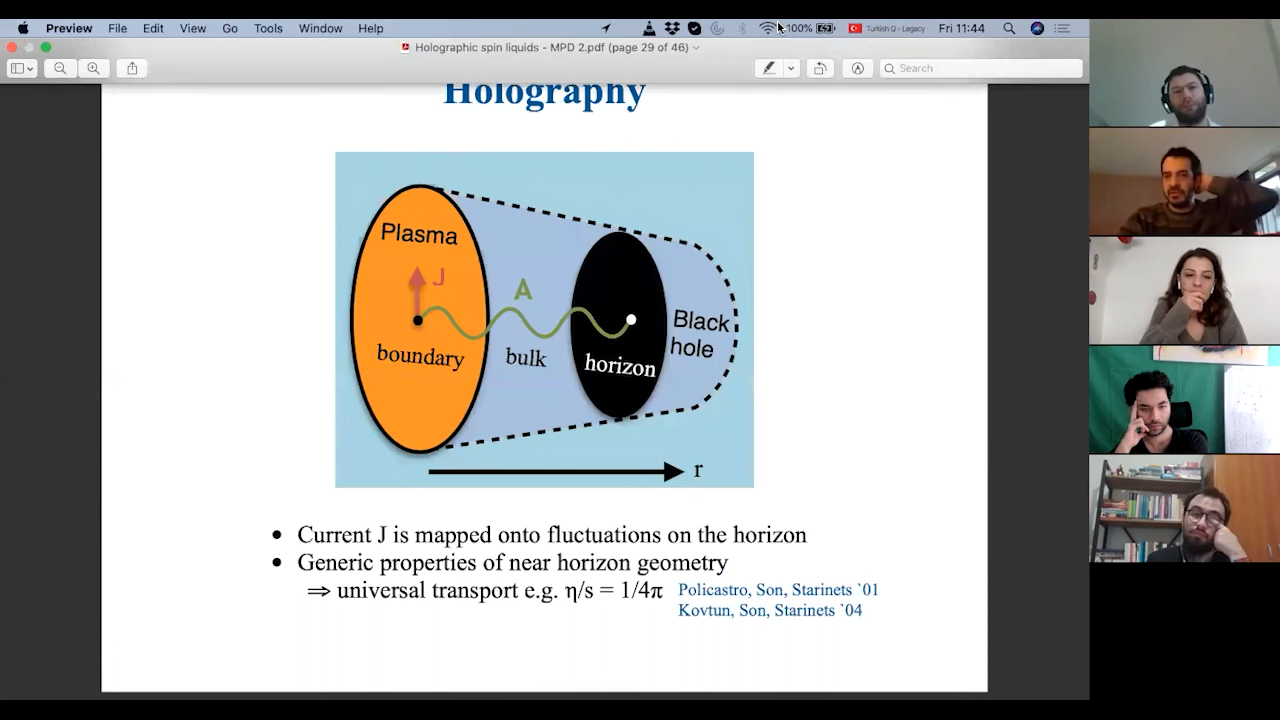 Preview File Edit View Go Tools Window Help 100% Turkish Q - Legacy Fri 11:44
Holographic spin liquids - MPD 2.pdf (page 29 of 46)
Search
Holography
Plasma
J
A
boundary
bulk
horizon
Black
hole
r
• Current J is mapped onto fluctuations on the horizon
• Generic properties of near horizon geometry
⇒ universal transport e.g. η/s = 1/4π
Policastro, Son, Starinets `01
Kovtun, Son, Starinets `04